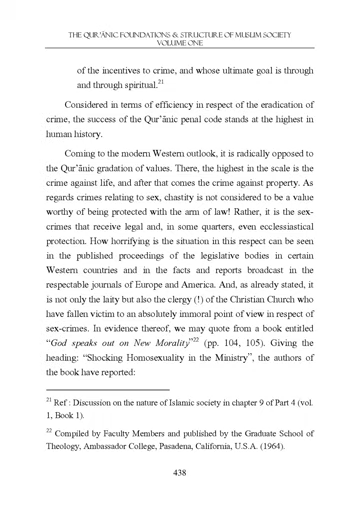 THE QUR'ĀNIC FOUNDATIONS & STRUCTURE OF MUSLIM SOCIETY
VOLUME ONE
of the incentives to crime, and whose ultimate goal is through
and through spiritual.21
Considered in terms of efficiency in respect of the eradication of
crime, the success of the Qur'ānic penal code stands at the highest in
human history.
Coming to the modern Western outlook, it is radically opposed to
the Qur'ānic gradation of values. There, the highest in the scale is the
crime against life, and after that comes the crime against property. As
regards crimes relating to sex, chastity is not considered to be a value
worthy of being protected with the arm of law! Rather, it is the sex-
crimes that receive legal and, in some quarters, even ecclessiastical
protection. How horrifying is the situation in this respect can be seen
in the published proceedings of the legislative bodies in certain
Western countries and in the facts and reports broadcast in the
respectable journals of Europe and America. And, as already stated, it
is not only the laity but also the clergy (!) of the Christian Church who
have fallen victim to an absolutely immoral point of view in respect of
sex-crimes. In evidence thereof, we may quote from a book entitled
"God speaks out on New Morality"22 (pp. 104, 105). Giving the
heading: "Shocking Homosexuality in the Ministry", the authors of
the book have reported:
21 Ref : Discussion on the nature of Islamic society in chapter 9 of Part 4 (vol.
1, Book 1).
22 Compiled by Faculty Members and published by the Graduate School of
Theology, Ambassador College, Pasadena, California, U.S.A. (1964).
438